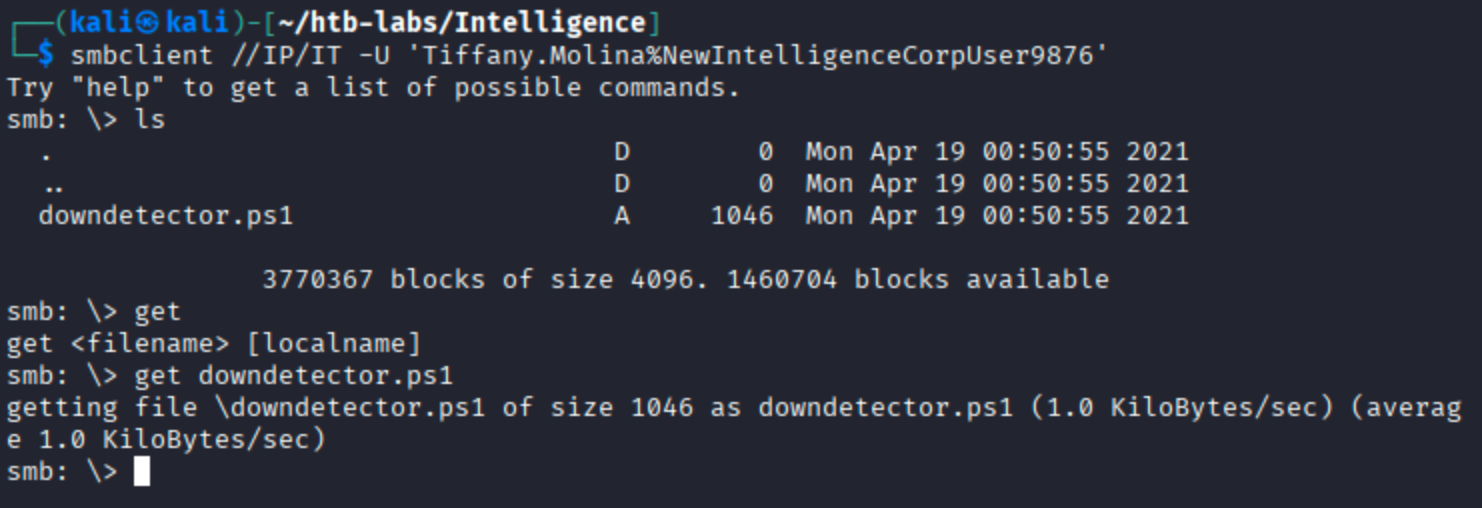 ┌──(kali㉿kali)-[~/htb-labs/Intelligence]
└─$ smbclient //IP/IT -U 'Tiffany.Molina%NewIntelligenceCorpUser9876'
Try "help" to get a list of possible commands.
smb: \> ls
  .                                   D        0  Mon Apr 19 00:50:55 2021
  ..                                  D        0  Mon Apr 19 00:50:55 2021
  downdetector.ps1                    A     1046  Mon Apr 19 00:50:55 2021
                3770367 blocks of size 4096. 1460704 blocks available
smb: \> get
get <filename> [localname]
smb: \> get downdetector.ps1
getting file \downdetector.ps1 of size 1046 as downdetector.ps1 (1.0 KiloBytes/sec) (averag
e 1.0 KiloBytes/sec)
smb: \>